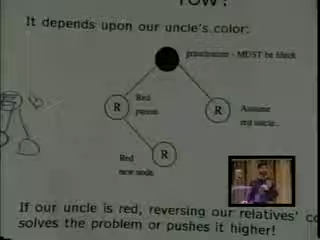 It depends upon our uncle's color:
grandparent - MUST be black
Red
parent
R
R
Assume
red uncle..
Red
new node
R
If our uncle is red, reversing our relatives' co
solves the problem or pushes it higher!